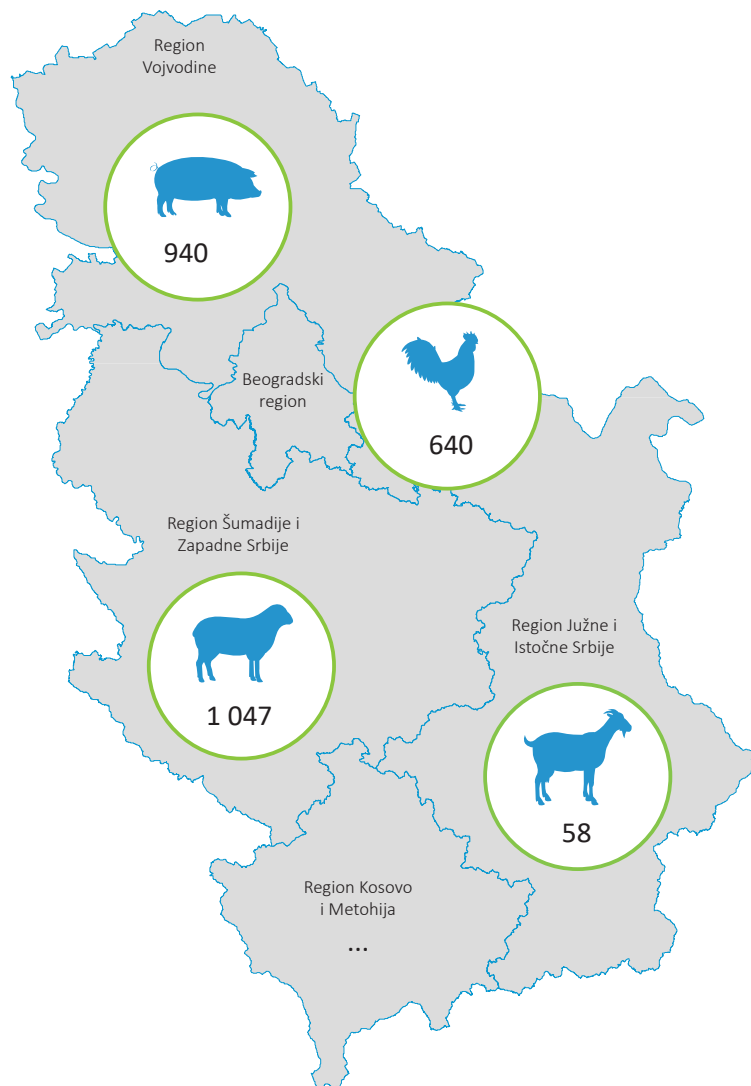 Region
Vojvodine
940
Beogradski
region
640
Region Šumadije i
Zapadne Srbije
1 047
Region Južne i
Istočne Srbije
58
Region Kosovo
i Metohija
...